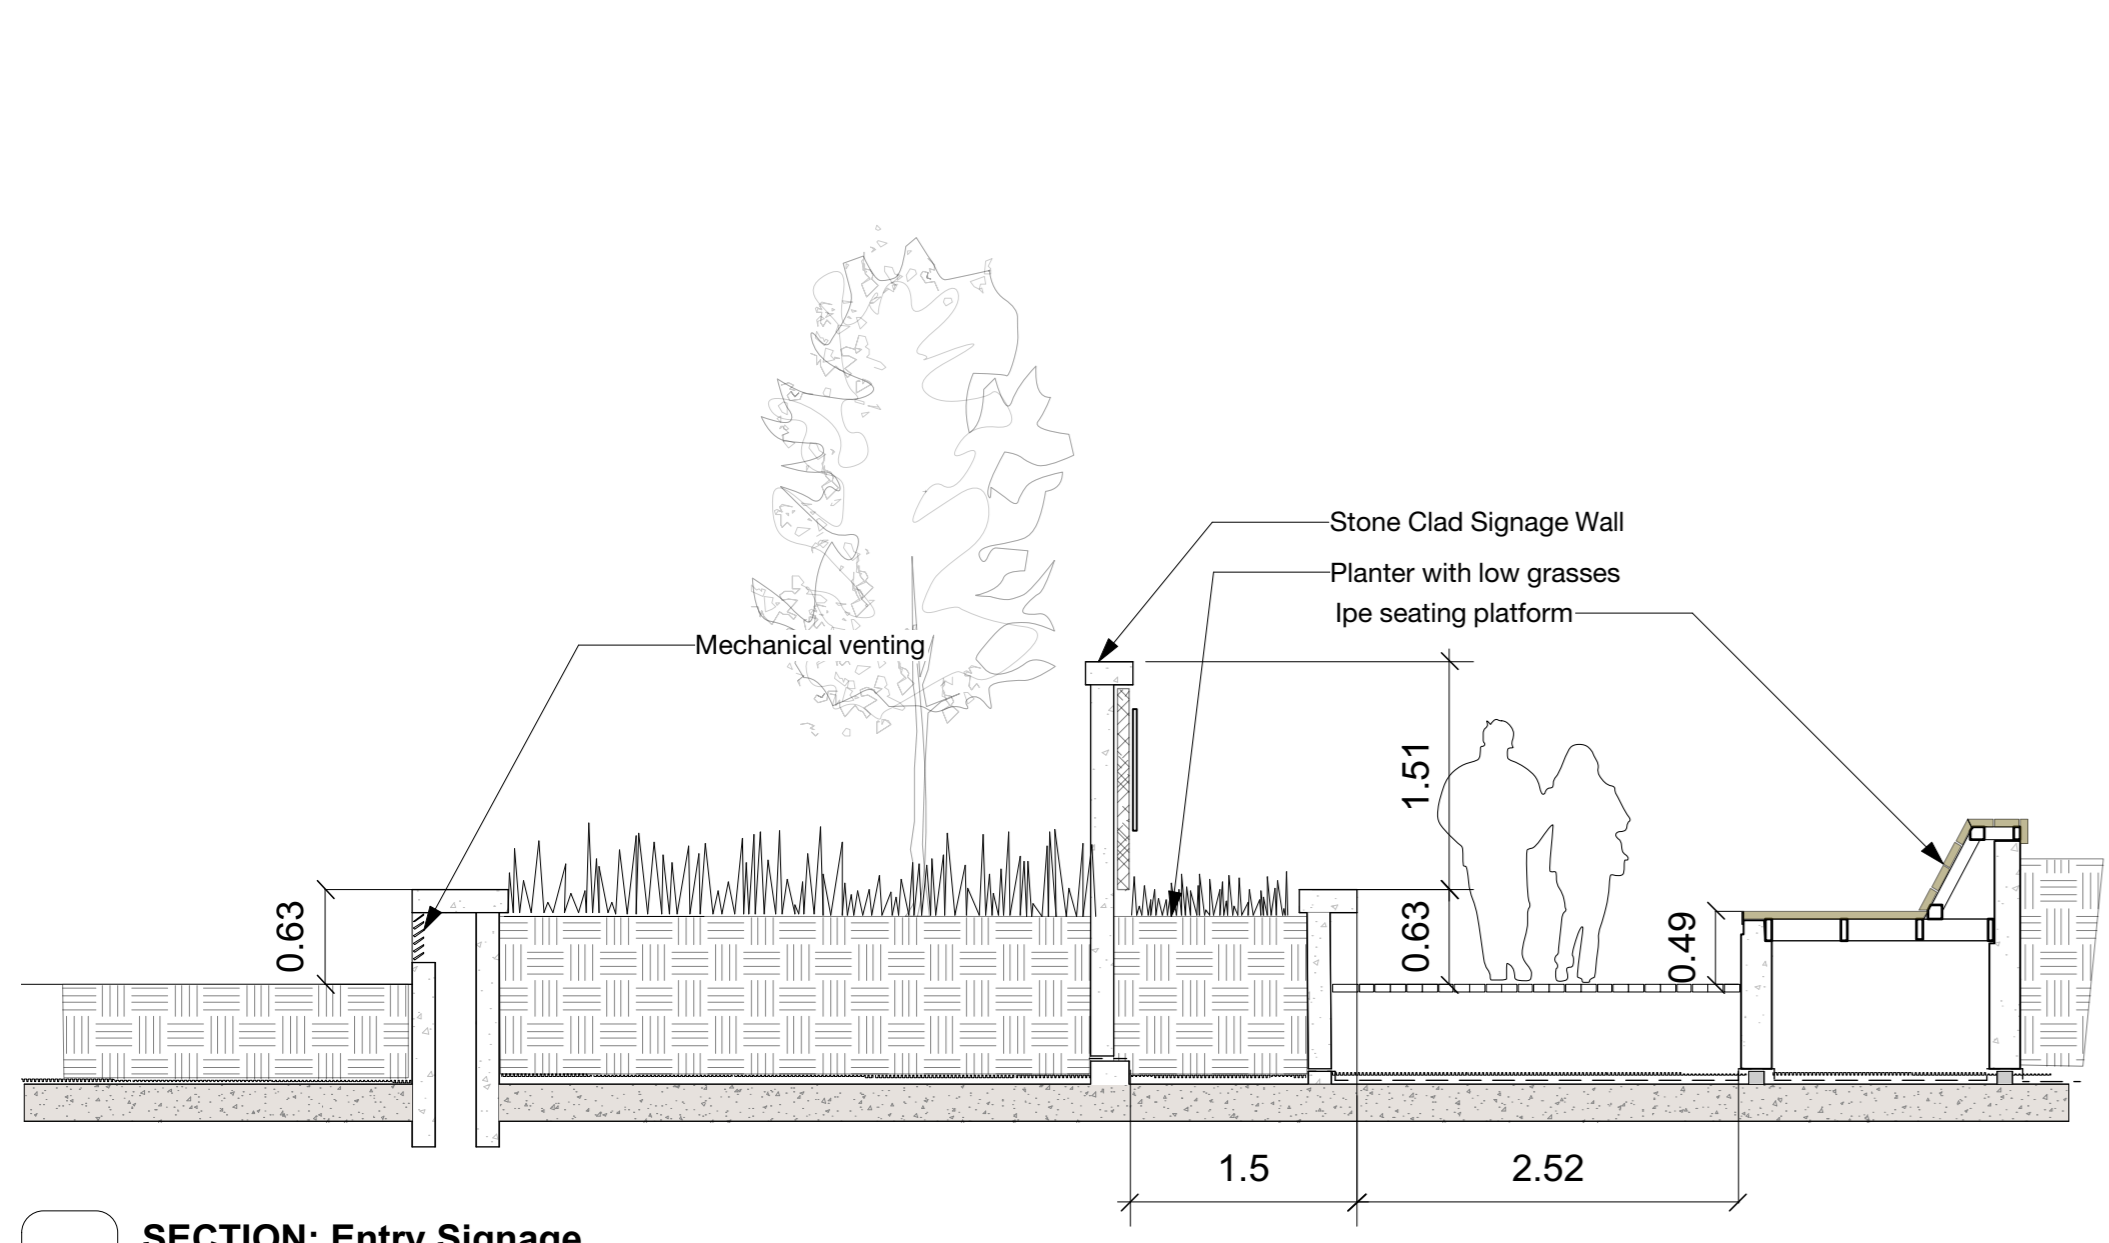 Stone Clad Signage Wall
Planter with low grasses
Ipe seating platform
Mechanical venting
1.51
0.63
0.63
0.49
1.5
2.52
SECTION: Entry Signage